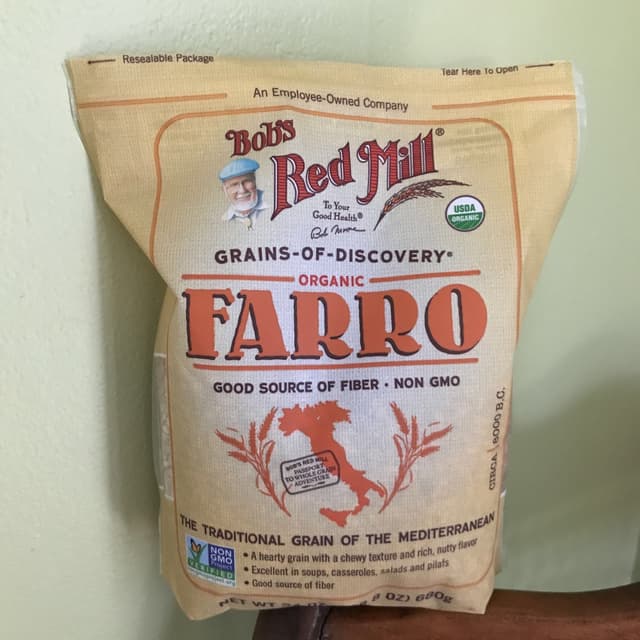 Resealable Package
Tear Here To Open
An Employee-Owned Company
Bob's
Red Mill®
To Your
Good Health®
Bob Moore
USDA
ORGANIC
GRAINS-OF-DISCOVERY®
ORGANIC
FARRO
GOOD SOURCE OF FIBER • NON GMO
CIRCA 8000 B.C.
BOB'S RED MILL
PASSPORT
TO WHOLE GRAIN
ADVENTURE
THE TRADITIONAL GRAIN OF THE MEDITERRANEAN
NON
GMO
Project
VERIFIED
• A hearty grain with a chewy texture and rich, nutty flavor
• Excellent in soups, casseroles, salads and pilafs
• Good source of fiber
NET WT OZ) 680g